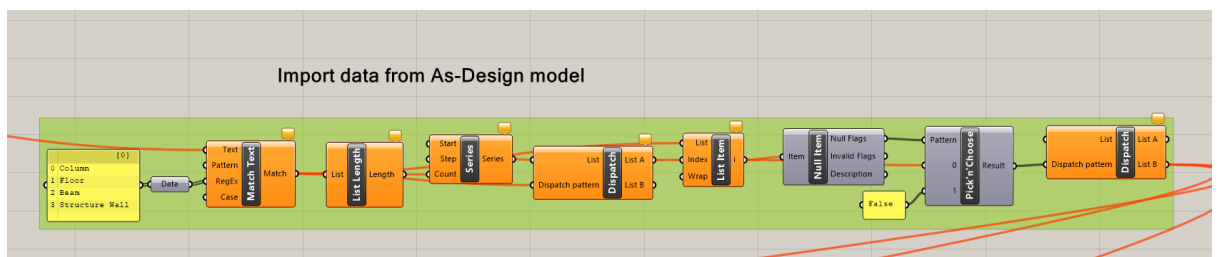 Import data from As-Design model
{0}
0 Column
1 Floor
2 Beam
3 Structure Wall
Data
Text
Pattern
RegEx
Case
Match Text
Match
List
List Length
Length
Start
Step
Count
Series
Series
List
Dispatch pattern
Dispatch
List A
List B
List
Index
Wrap
List Item
i
Item
Null Item
Null Flags
Invalid Flags
Description
False
Pattern
0
1
Pick'n'Choose
Result
List
Dispatch pattern
Dispatch
List A
List B